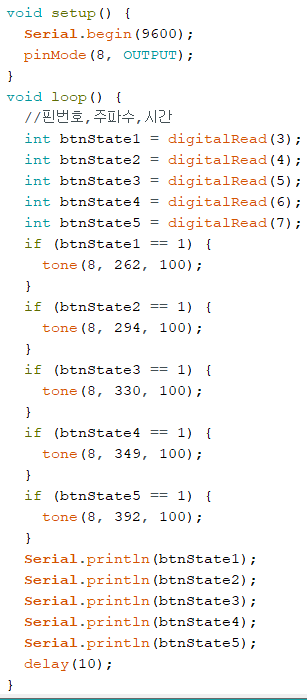 void setup() {
  Serial.begin(9600);
  pinMode(8, OUTPUT);
}
void loop() {
  //핀번호,주파수,시간
  int btnState1 = digitalRead(3);
  int btnState2 = digitalRead(4);
  int btnState3 = digitalRead(5);
  int btnState4 = digitalRead(6);
  int btnState5 = digitalRead(7);
  if (btnState1 == 1) {
    tone(8, 262, 100);
  }
  if (btnState2 == 1) {
    tone(8, 294, 100);
  }
  if (btnState3 == 1) {
    tone(8, 330, 100);
  }
  if (btnState4 == 1) {
    tone(8, 349, 100);
  }
  if (btnState5 == 1) {
    tone(8, 392, 100);
  }
  Serial.println(btnState1);
  Serial.println(btnState2);
  Serial.println(btnState3);
  Serial.println(btnState4);
  Serial.println(btnState5);
  delay(10);
}